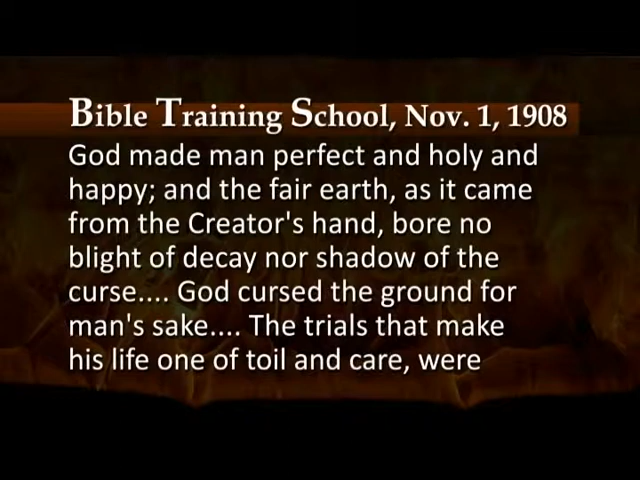 Bible Training School, Nov. 1, 1908
God made man perfect and holy and
happy; and the fair earth, as it came
from the Creator's hand, bore no
blight of decay nor shadow of the
curse.... God cursed the ground for
man's sake.... The trials that make
his life one of toil and care, were